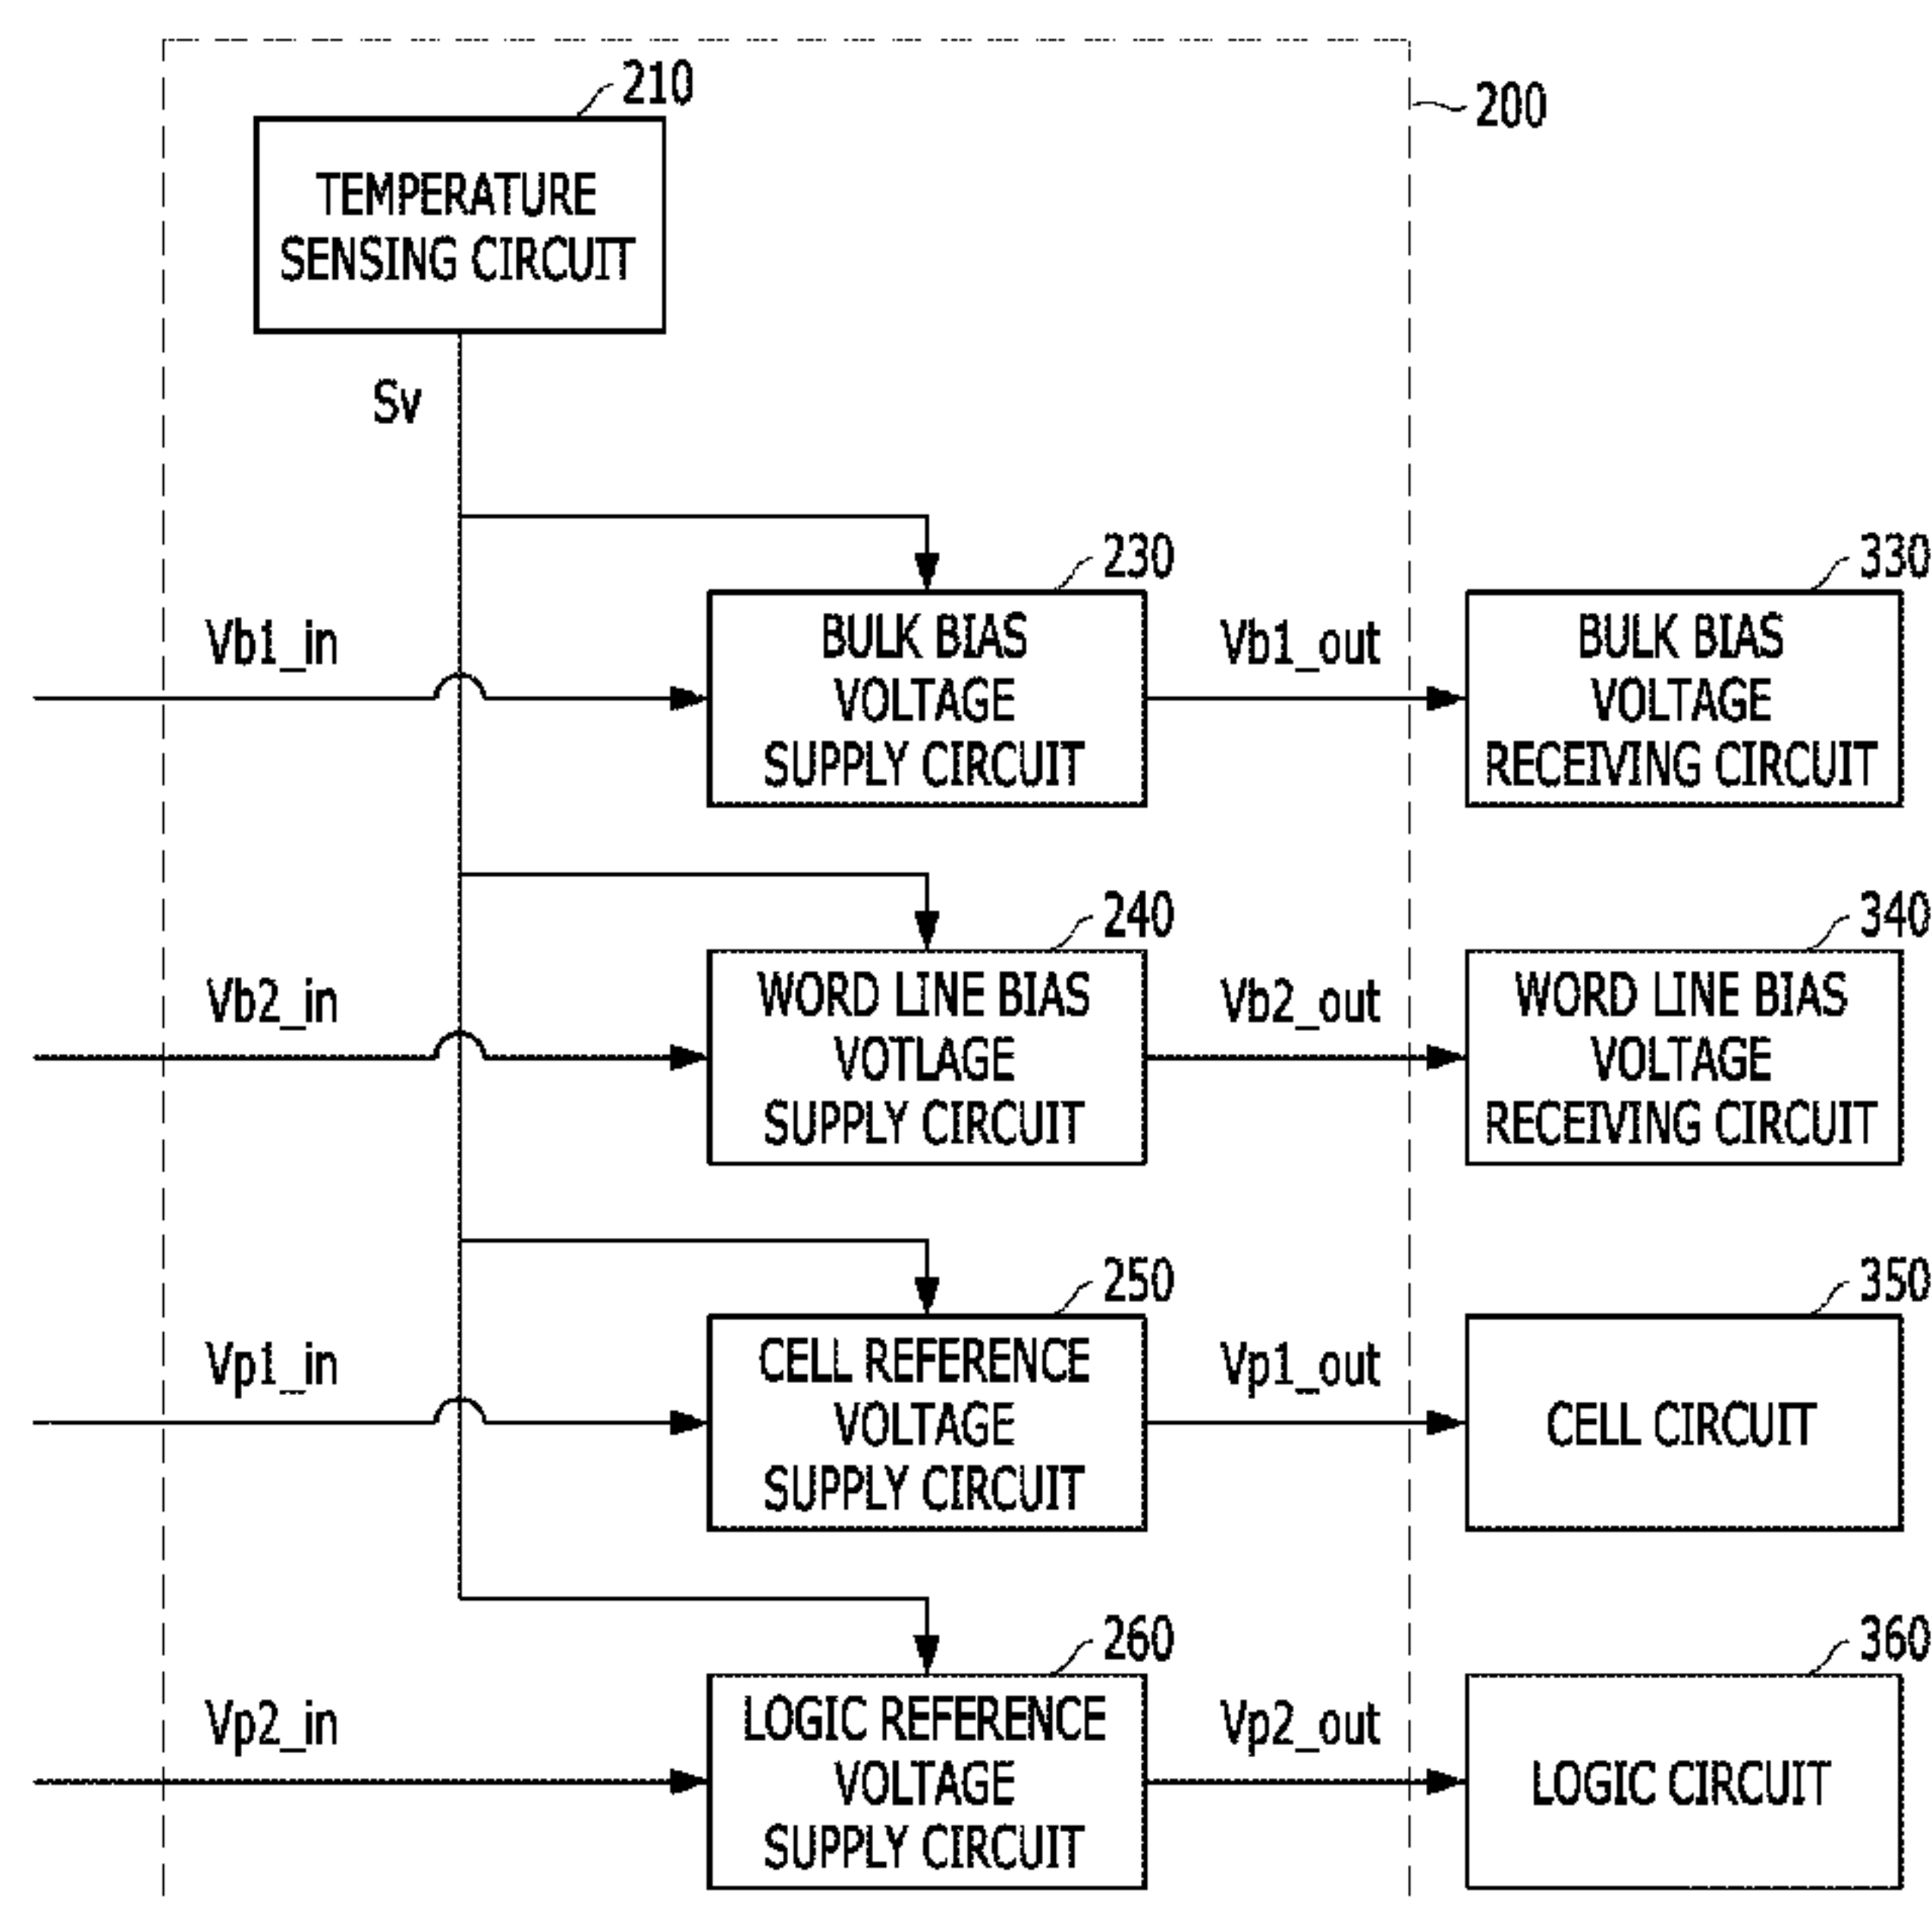 210
200
TEMPERATURE
SENSING CIRCUIT
Sv
230
330
Vb1_in
BULK BIAS
VOLTAGE
SUPPLY CIRCUIT
Vb1_out
BULK BIAS
VOLTAGE
RECEIVING CIRCUIT
240
340
Vb2_in
WORD LINE BIAS
VOTLAGE
SUPPLY CIRCUIT
Vb2_out
WORD LINE BIAS
VOLTAGE
RECEIVING CIRCUIT
250
350
Vp1_in
CELL REFERENCE
VOLTAGE
SUPPLY CIRCUIT
Vp1_out
CELL CIRCUIT
260
360
Vp2_in
LOGIC REFERENCE
VOLTAGE
SUPPLY CIRCUIT
Vp2_out
LOGIC CIRCUIT